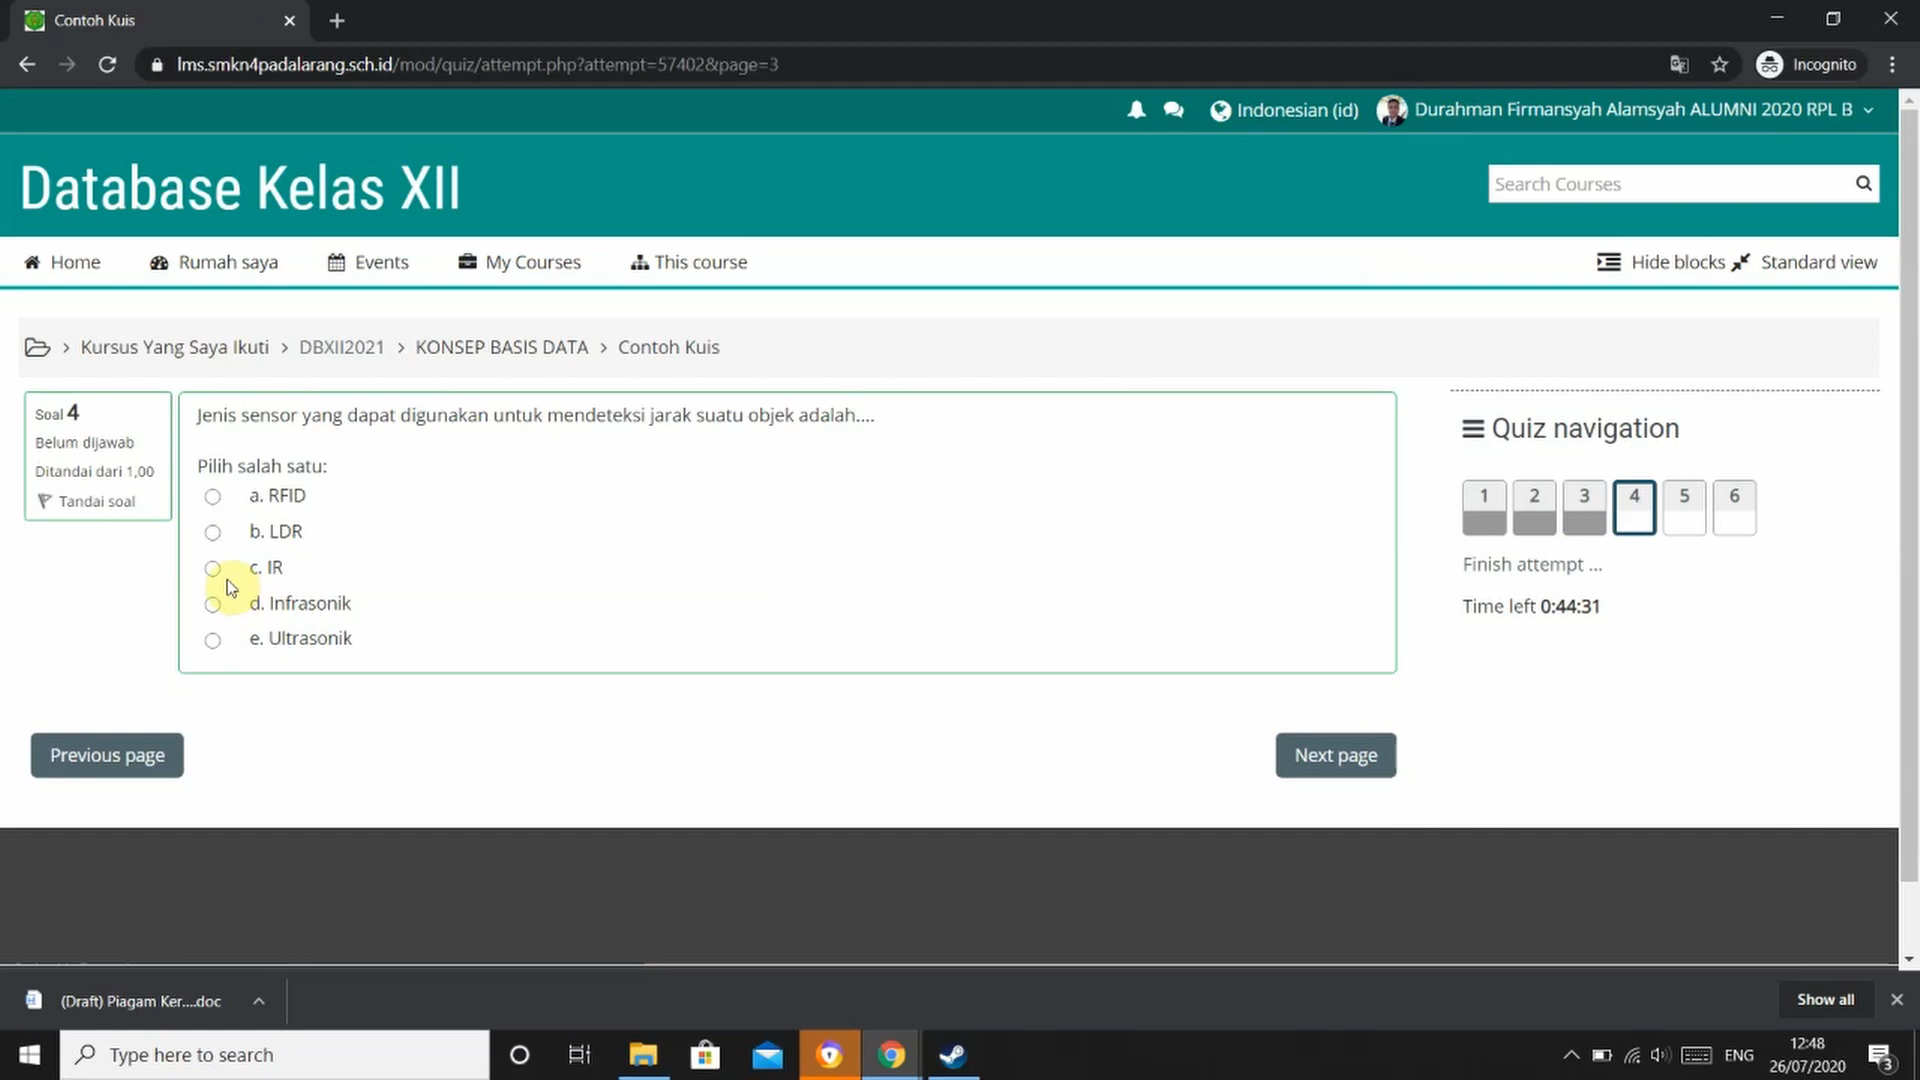 Contoh Kuis
lms.smkn4padalarang.sch.id/mod/quiz/attempt.php?attempt=57402&page=3
Incognito
Indonesian (id)
Durahman Firmansyah Alamsyah ALUMNI 2020 RPL B
Database Kelas XII
Search Courses
Home
Rumah saya
Events
My Courses
This course
Hide blocks
Standard view
Kursus Yang Saya Ikuti > DBXII2021 > KONSEP BASIS DATA > Contoh Kuis
Soal 4
Belum dijawab
Ditandai dari 1,00
Tandai soal
Jenis sensor yang dapat digunakan untuk mendeteksi jarak suatu objek adalah....
Pilih salah satu:
a. RFID
b. LDR
c. IR
d. Infrasonik
e. Ultrasonik
Previous page
Next page
Quiz navigation
1 2 3 4 5 6
Finish attempt ...
Time left 0:44:31
(Draft) Piagam Ker....doc
Show all
Type here to search
ENG
12:48
26/07/2020
3